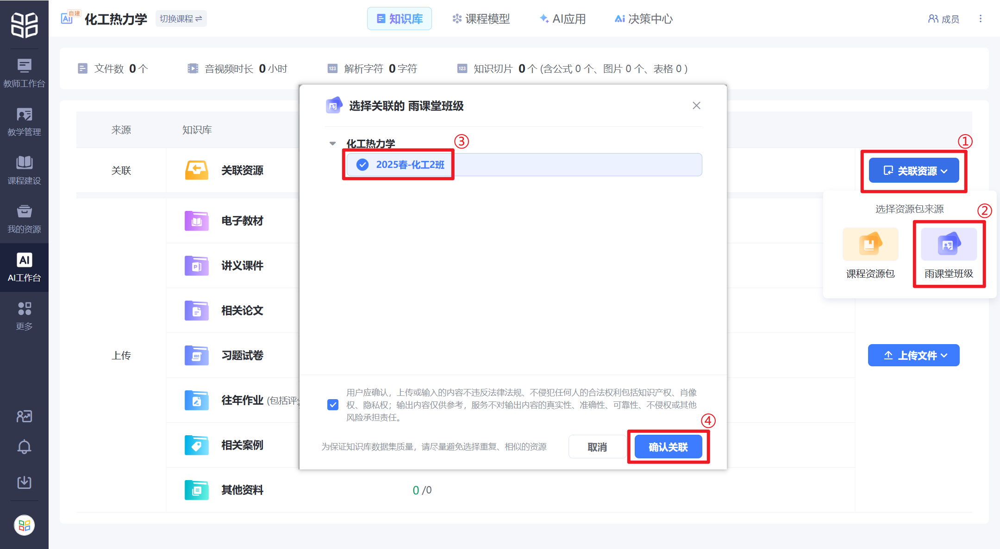 自建
化工热力学
切换课程
知识库
课程模型
AI应用
Ai 决策中心
成员
教师工作台
教学管理
课程建设
我的资源
AI
AI工作台
更多
文件数 0 个
音视频时长 0 小时
123 解析字符 0 字符
123 知识切片 0 个 (含公式 0 个、图片 0 个、表格 0 )
来源
知识库
关联
关联资源
上传
电子教材
讲义课件
相关论文
习题试卷
往年作业 (包括评
相关案例
其他资料
0 /0
选择关联的 雨课堂班级
化工热力学
③
2025春-化工2班
用户应确认，上传或输入的内容不违反法律法规、不侵犯任何人的合法权利包括知识产权、肖像
权、隐私权；输出内容仅供参考，服务不对输出内容的真实性、准确性、可靠性、不侵权或其他
风险承担责任。
④
为保证知识库数据集质量，请尽量避免选择重复、相似的资源
取消
确认关联
①
关联资源
选择资源包来源
②
课程资源包
雨课堂班级
上传文件